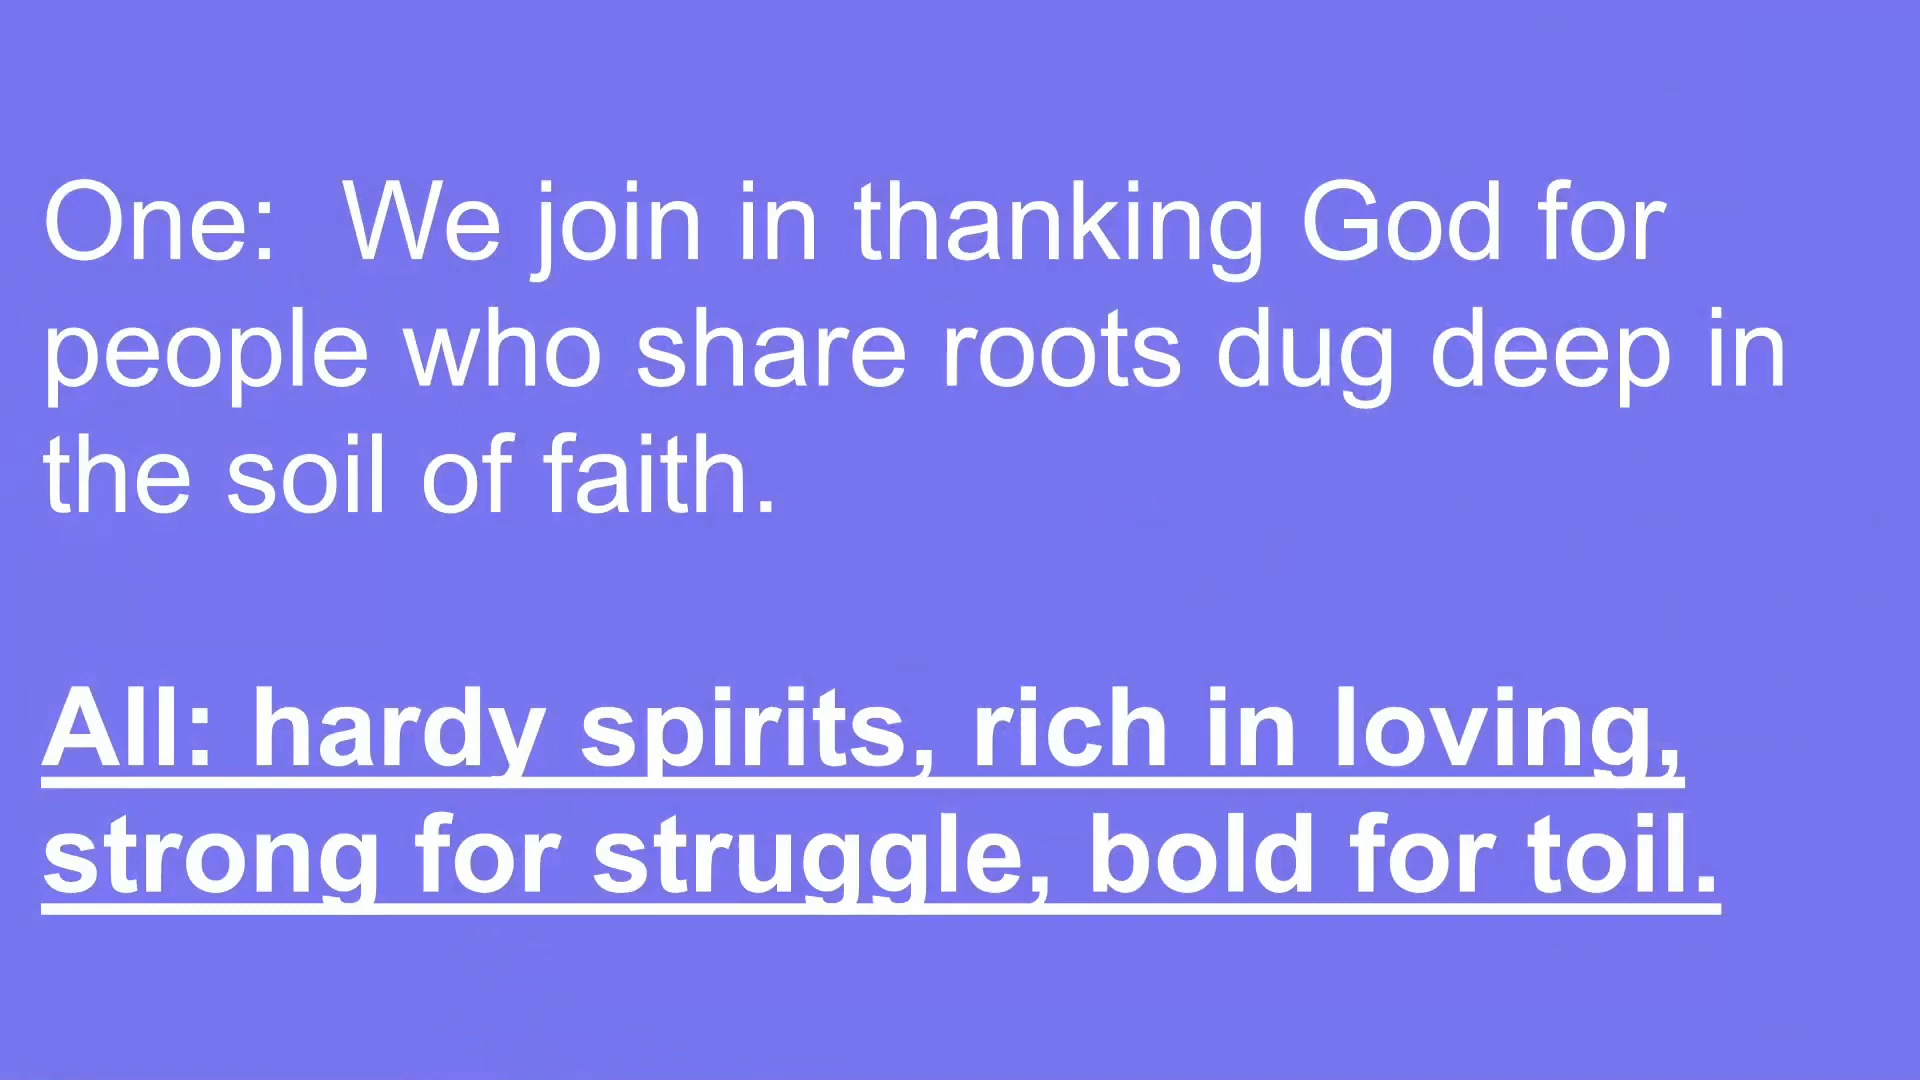 One:  We join in thanking God for
people who share roots dug deep in
the soil of faith.
All: hardy spirits, rich in loving,
strong for struggle, bold for toil.